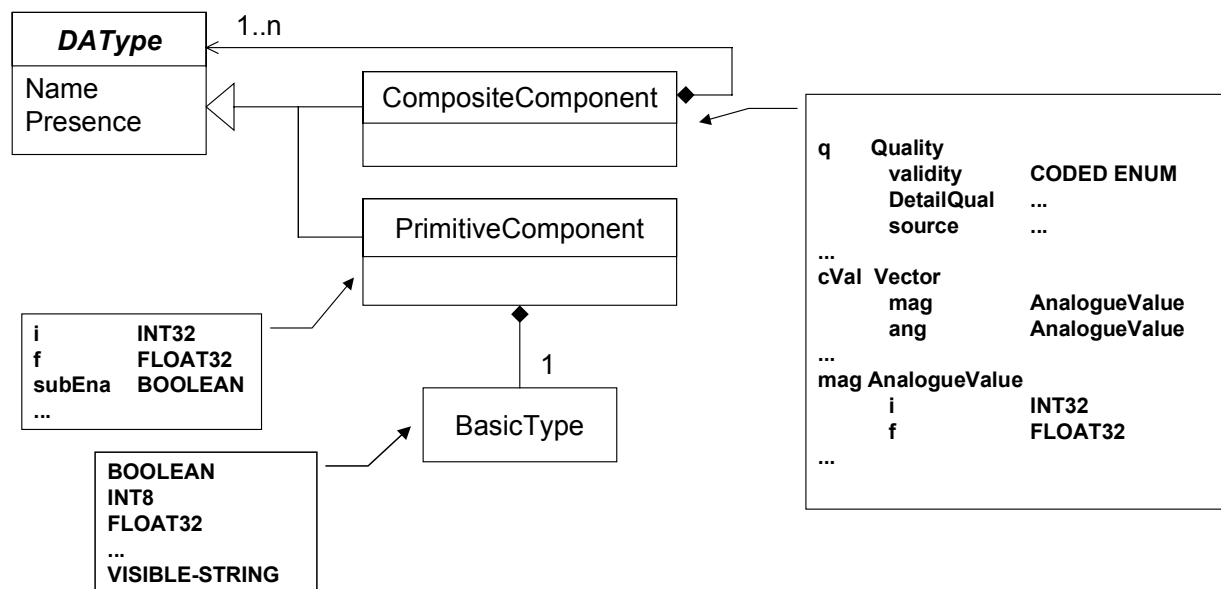 DAType
Name
Presence
1..n
CompositeComponent
PrimitiveComponent
1
BasicType
i INT32
f FLOAT32
subEna BOOLEAN
...
BOOLEAN
INT8
FLOAT32
...
VISIBLE-STRING
q Quality
validity CODED ENUM
DetailQual ...
source ...
...
cVal Vector
mag AnalogueValue
ang AnalogueValue
...
mag AnalogueValue
i INT32
f FLOAT32
...